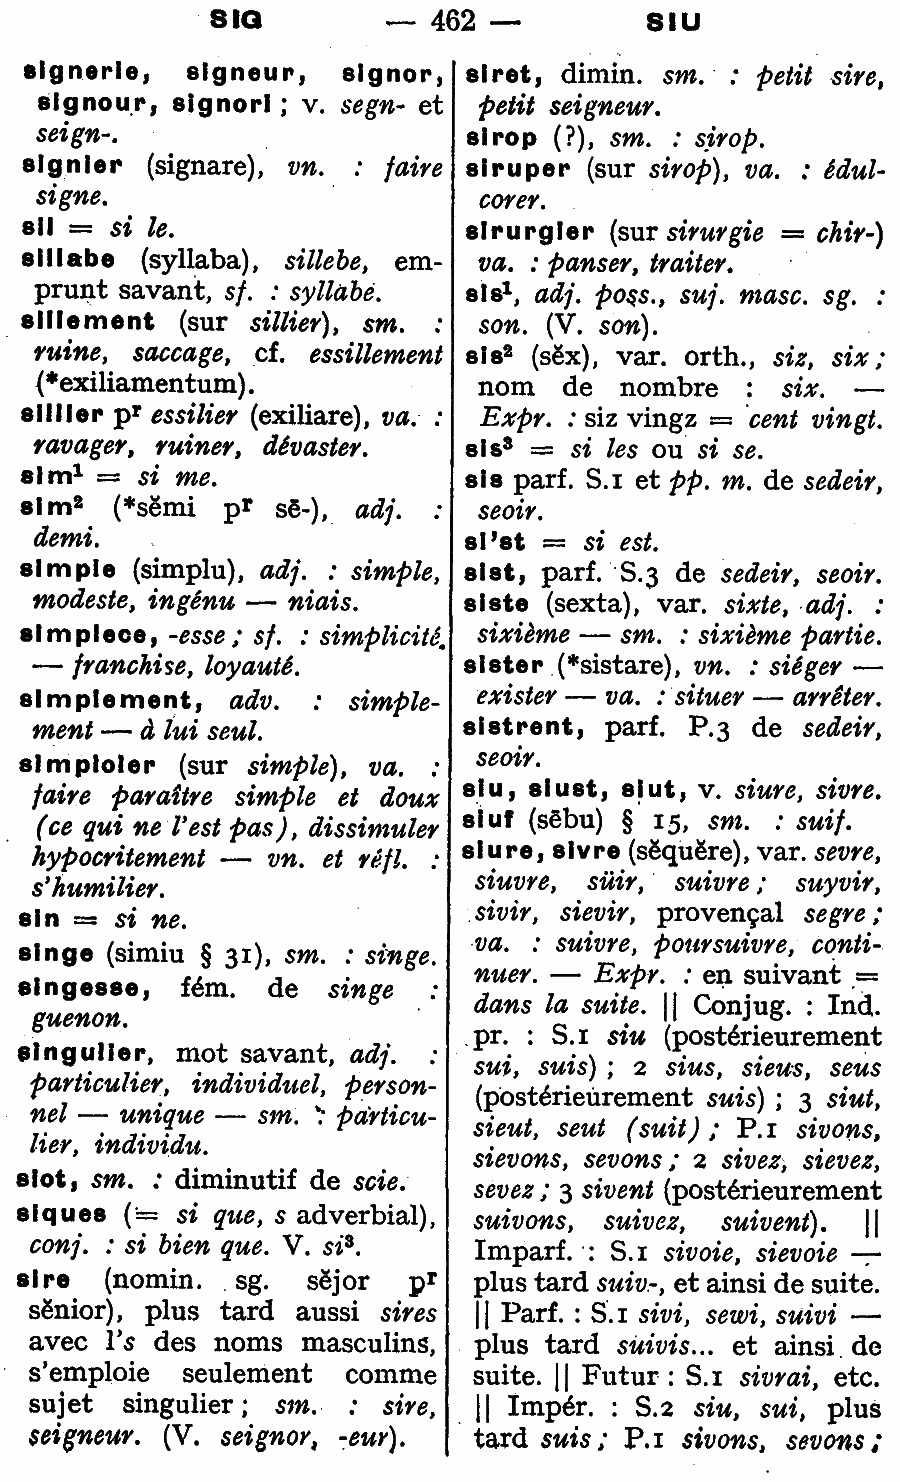 SIG — 462 — SIU
signerie, signeur, signor,
signour, signori ; v. segn- et
seign-.
signier (signare), vn. : faire
signe.
sil = si le.
sillabe (syllaba), sillebe, em-
prunt savant, sf. : syllabe.
sillement (sur sillier), sm. :
ruine, saccage, cf. essillement
(*exiliamentum).
sillier pr essilier (exiliare), va. :
ravager, ruiner, dévaster.
sim¹ = si me.
sim² (*sĕmi pr sē-), adj. :
demi.
simple (simplu), adj. : simple,
modeste, ingénu — niais.
simplece, -esse ; sf. : simplicité,
— franchise, loyauté.
simplement, adv. : simple-
ment — à lui seul.
simploier (sur simple), va. :
faire paraître simple et doux
(ce qui ne l'est pas), dissimuler
hypocritement — vn. et réfl. :
s'humilier.
sin = si ne.
singe (simiu § 31), sm. : singe.
singesse, fém. de singe :
guenon.
singulier, mot savant, adj. :
particulier, individuel, person-
nel — unique — sm. : particu-
lier, individu.
siot, sm. : diminutif de scie.
siques (= si que, s adverbial),
conj. : si bien que. V. si³.
sire (nomin. sg. sĕjor pr
sĕnior), plus tard aussi sires
avec l's des noms masculins,
s'emploie seulement comme
sujet singulier ; sm. : sire,
seigneur. (V. seignor, -eur).
siret, dimin. sm. : petit sire,
petit seigneur.
sirop (?), sm. : sirop.
siruper (sur sirop), va. : édul-
corer.
sirurgier (sur sirurgie = chir-)
va. : panser, traiter.
sis¹, adj. poss., suj. masc. sg. :
son. (V. son).
sis² (sĕx), var. orth., siz, six ;
nom de nombre : six. —
Expr. : siz vingz = cent vingt.
sis³ = si les ou si se.
sis parf. S.1 et pp. m. de sedeir,
seoir.
si'st = si est.
sist, parf. S.3 de sedeir, seoir.
siste (sexta), var. sixte, adj. :
sixième — sm. : sixième partie.
sister (*sistare), vn. : siéger —
exister — va. : situer — arrêter.
sistrent, parf. P.3 de sedeir,
seoir.
siu, siust, siut, v. siure, sivre.
siuf (sēbu) § 15, sm. : suif.
siure, sivre (sĕquĕre), var. sevre,
siuvre, süir, suivre ; suyvir,
sivir, sievir, provençal segre ;
va. : suivre, poursuivre, conti-
nuer. — Expr. : en suivant =
dans la suite. || Conjug. : Ind.
pr. : S.1 siu (postérieurement
sui, suis) ; 2 sius, sieus, seus
(postérieurement suis) ; 3 siut,
sieut, seut (suit) ; P.1 sivons,
sievons, sevons ; 2 sivez, sievez,
sevez ; 3 sivent (postérieurement
suivons, suivez, suivent). ||
Imparf. : S.1 sivoie, sievoie —
plus tard suiv-, et ainsi de suite.
|| Parf. : S.1 sivi, sewi, suivi —
plus tard suivis... et ainsi de
suite. || Futur : S.1 sivrai, etc.
|| Impér. : S.2 siu, sui, plus
tard suis ; P.1 sivons, sevons ;